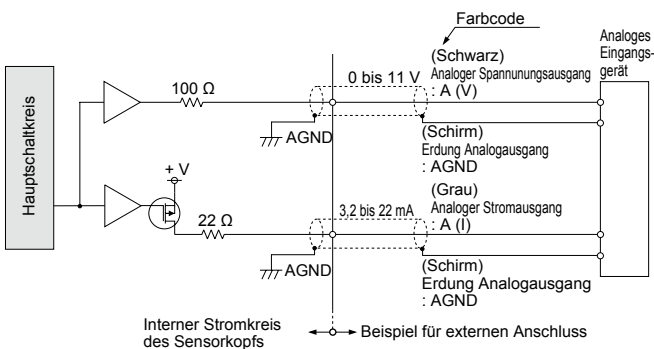 Farbcode
Analoges
Eingangs-
gerät
(Schwarz)
0 bis 11 V
Analoger Spannunungsausgang
: A (V)
100 Ω
AGND
(Schirm)
Erdung Analogausgang
: AGND
Hauptschaltkreis
+ V
(Grau)
3,2 bis 22 mA
Analoger Stromausgang
: A (I)
22 Ω
AGND
(Schirm)
Erdung Analogausgang
: AGND
Interner Stromkreis
des Sensorkopfs
Beispiel für externen Anschluss